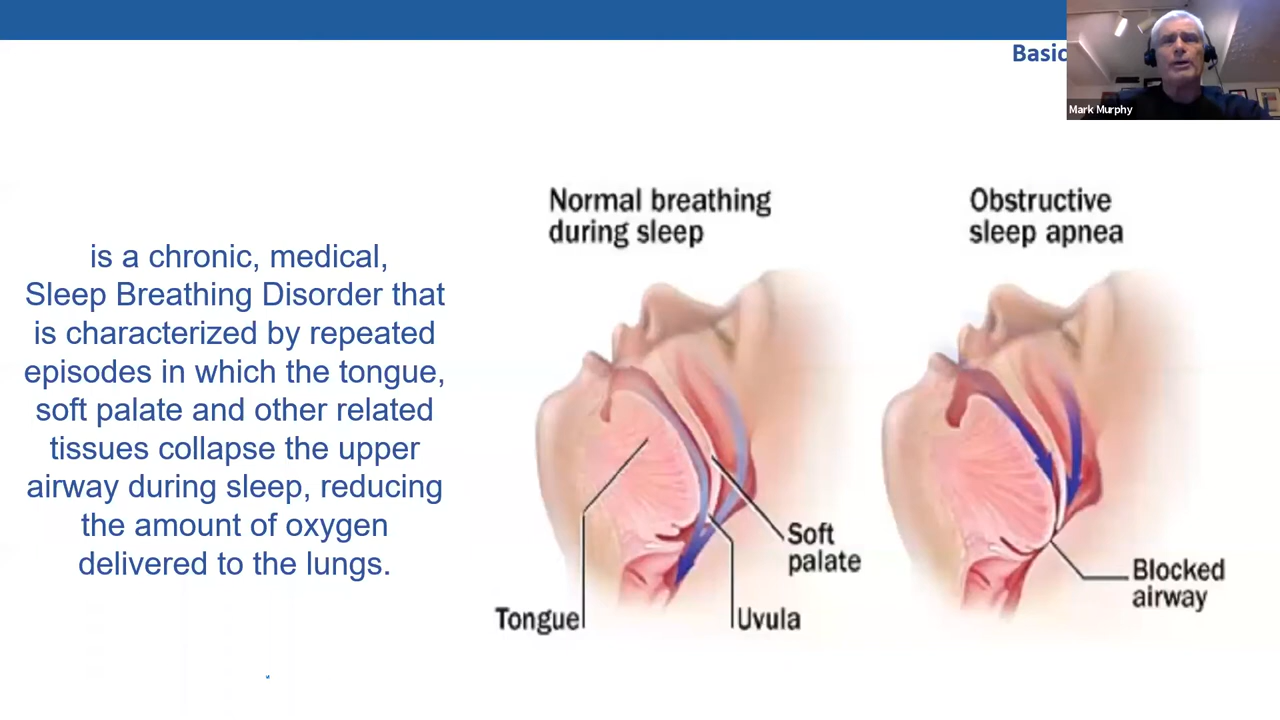 Basic
Mark Murphy
is a chronic, medical,
Sleep Breathing Disorder that
is characterized by repeated
episodes in which the tongue,
soft palate and other related
tissues collapse the upper
airway during sleep, reducing
the amount of oxygen
delivered to the lungs.
Normal breathing
during sleep
Tongue
Soft
palate
Uvula
Obstructive
sleep apnea
Blocked
airway